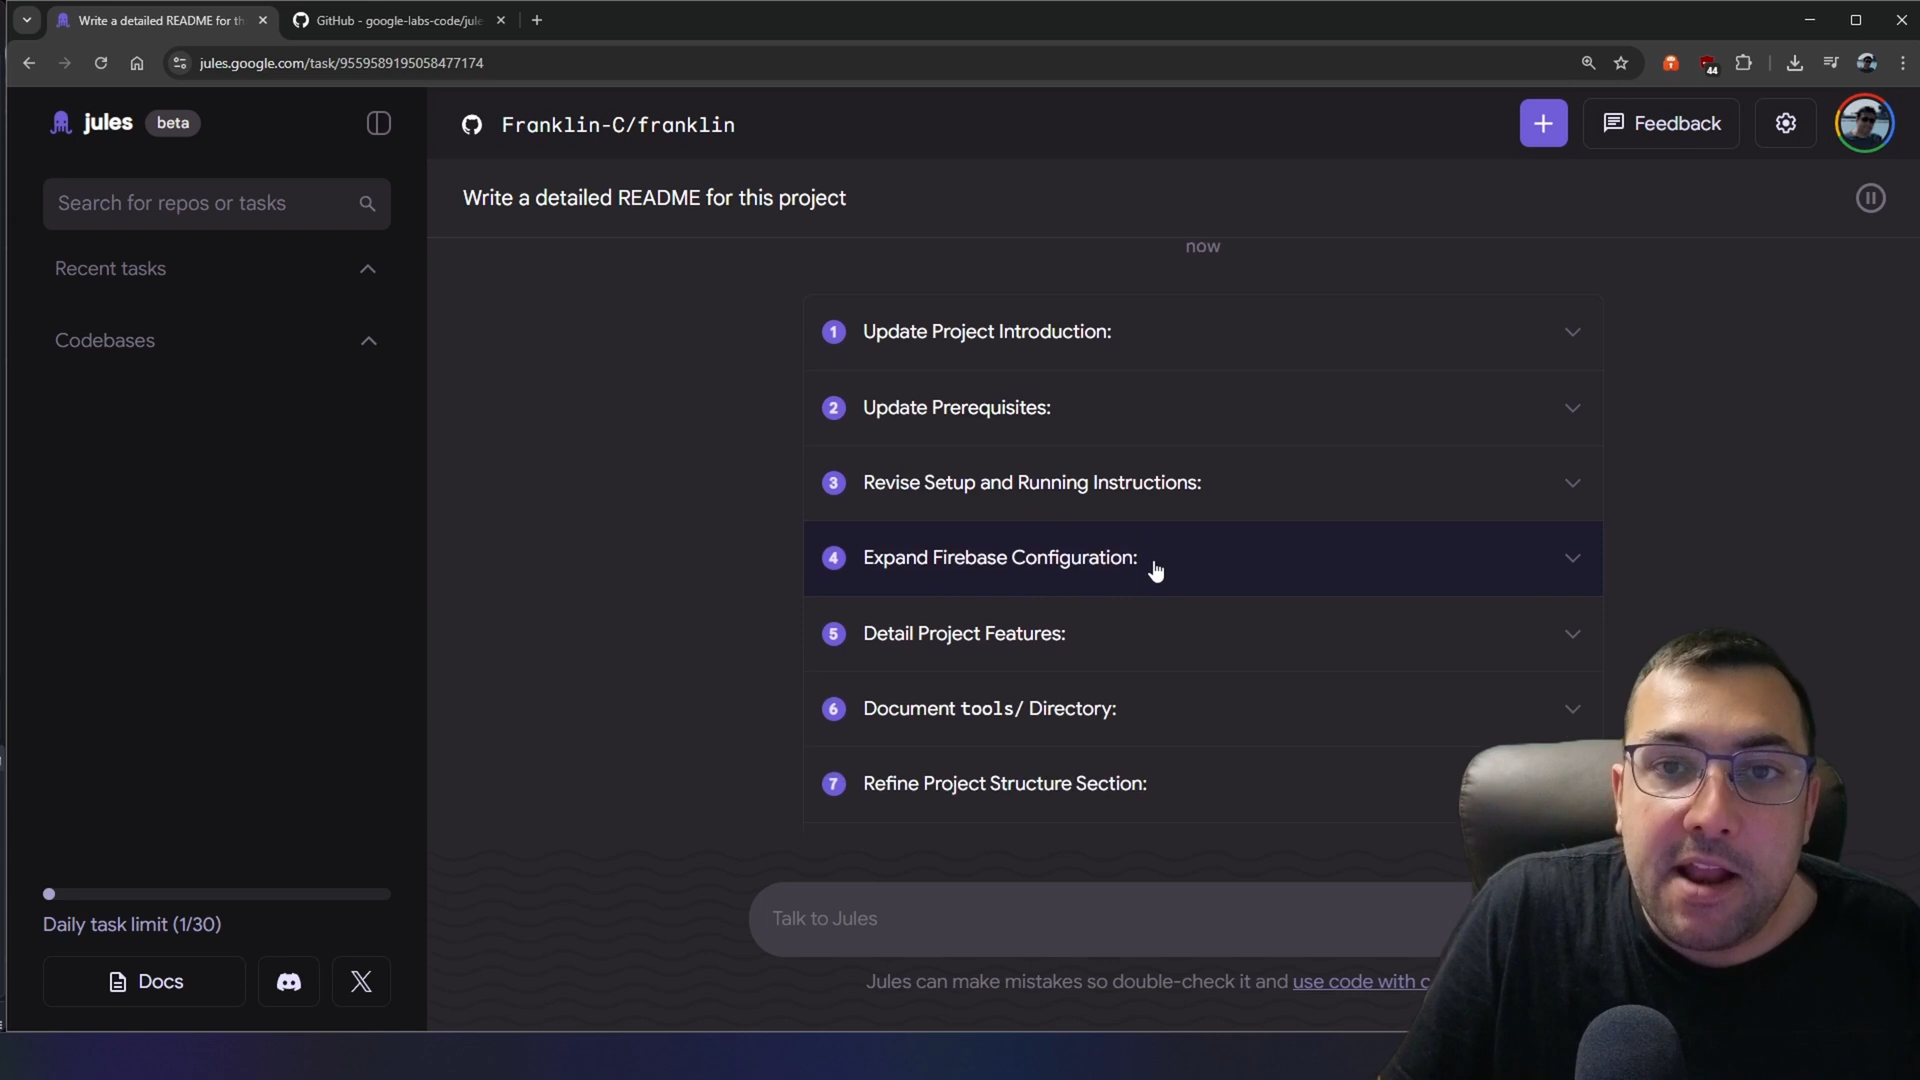 Write a detailed README for th
GitHub - google-labs-code/jule
jules.google.com/task/9559589195058477174
44
jules beta
Franklin-C/franklin
Feedback
Search for repos or tasks
Write a detailed README for this project
now
Recent tasks
Codebases
1 Update Project Introduction:
2 Update Prerequisites:
3 Revise Setup and Running Instructions:
4 Expand Firebase Configuration:
5 Detail Project Features:
6 Document tools/ Directory:
7 Refine Project Structure Section:
Daily task limit (1/30)
Talk to Jules
Docs
Jules can make mistakes so double-check it and use code with c